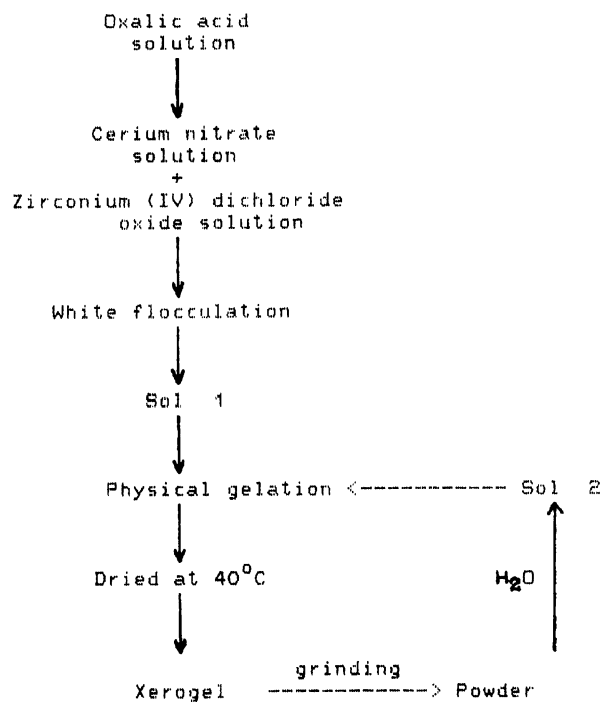 Oxalic acid
solution
Cerium nitrate
solution
+
Zirconium (IV) dichloride
oxide solution
White flocculation
Sol 1
Physical gelation <----------- Sol 2
Dried at 40⁰C
H₂O
grinding
Xerogel --------------> Powder